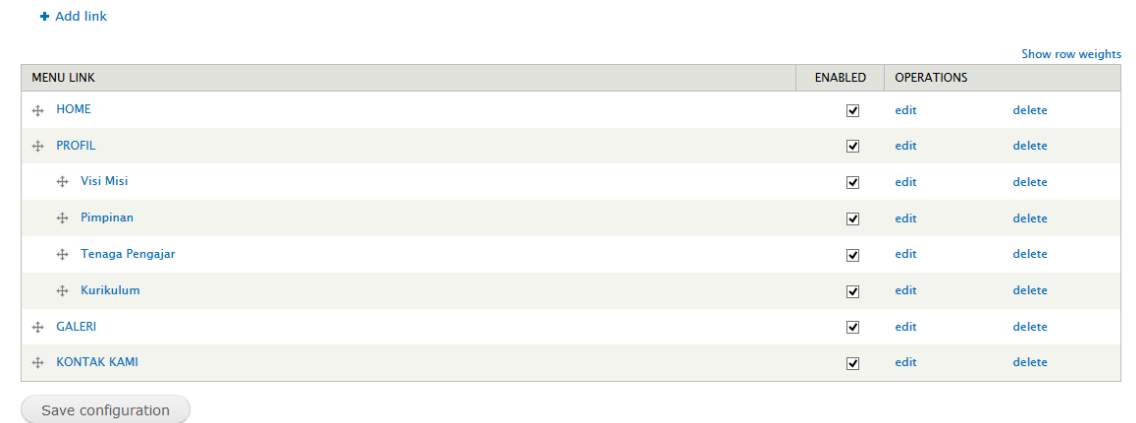 Add link
Show row weights
MENU LINK ENABLED OPERATIONS
HOME edit delete
PROFIL edit delete
Visi Misi edit delete
Pimpinan edit delete
Tenaga Pengajar edit delete
Kurikulum edit delete
GALERI edit delete
KONTAK KAMI edit delete
Save configuration